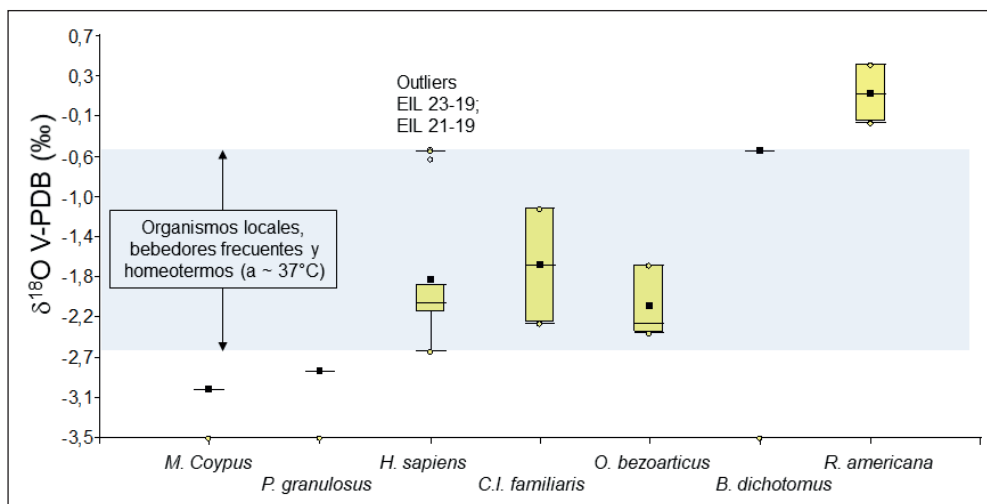 0,7
0,3
-0,1
-0,6
-1,0
-1,4
-1,8
-2,2
-2,7
-3,1
-3,5
δ18O V-PDB (‰)
Outliers
EIL 23-19;
EIL 21-19
Organismos locales,
bebedores frecuentes y
homeotermos (a ~ 37°C)
M. Coypus
P. granulosus
H. sapiens
C.l. familiaris
O. bezoarticus
B. dichotomus
R. americana